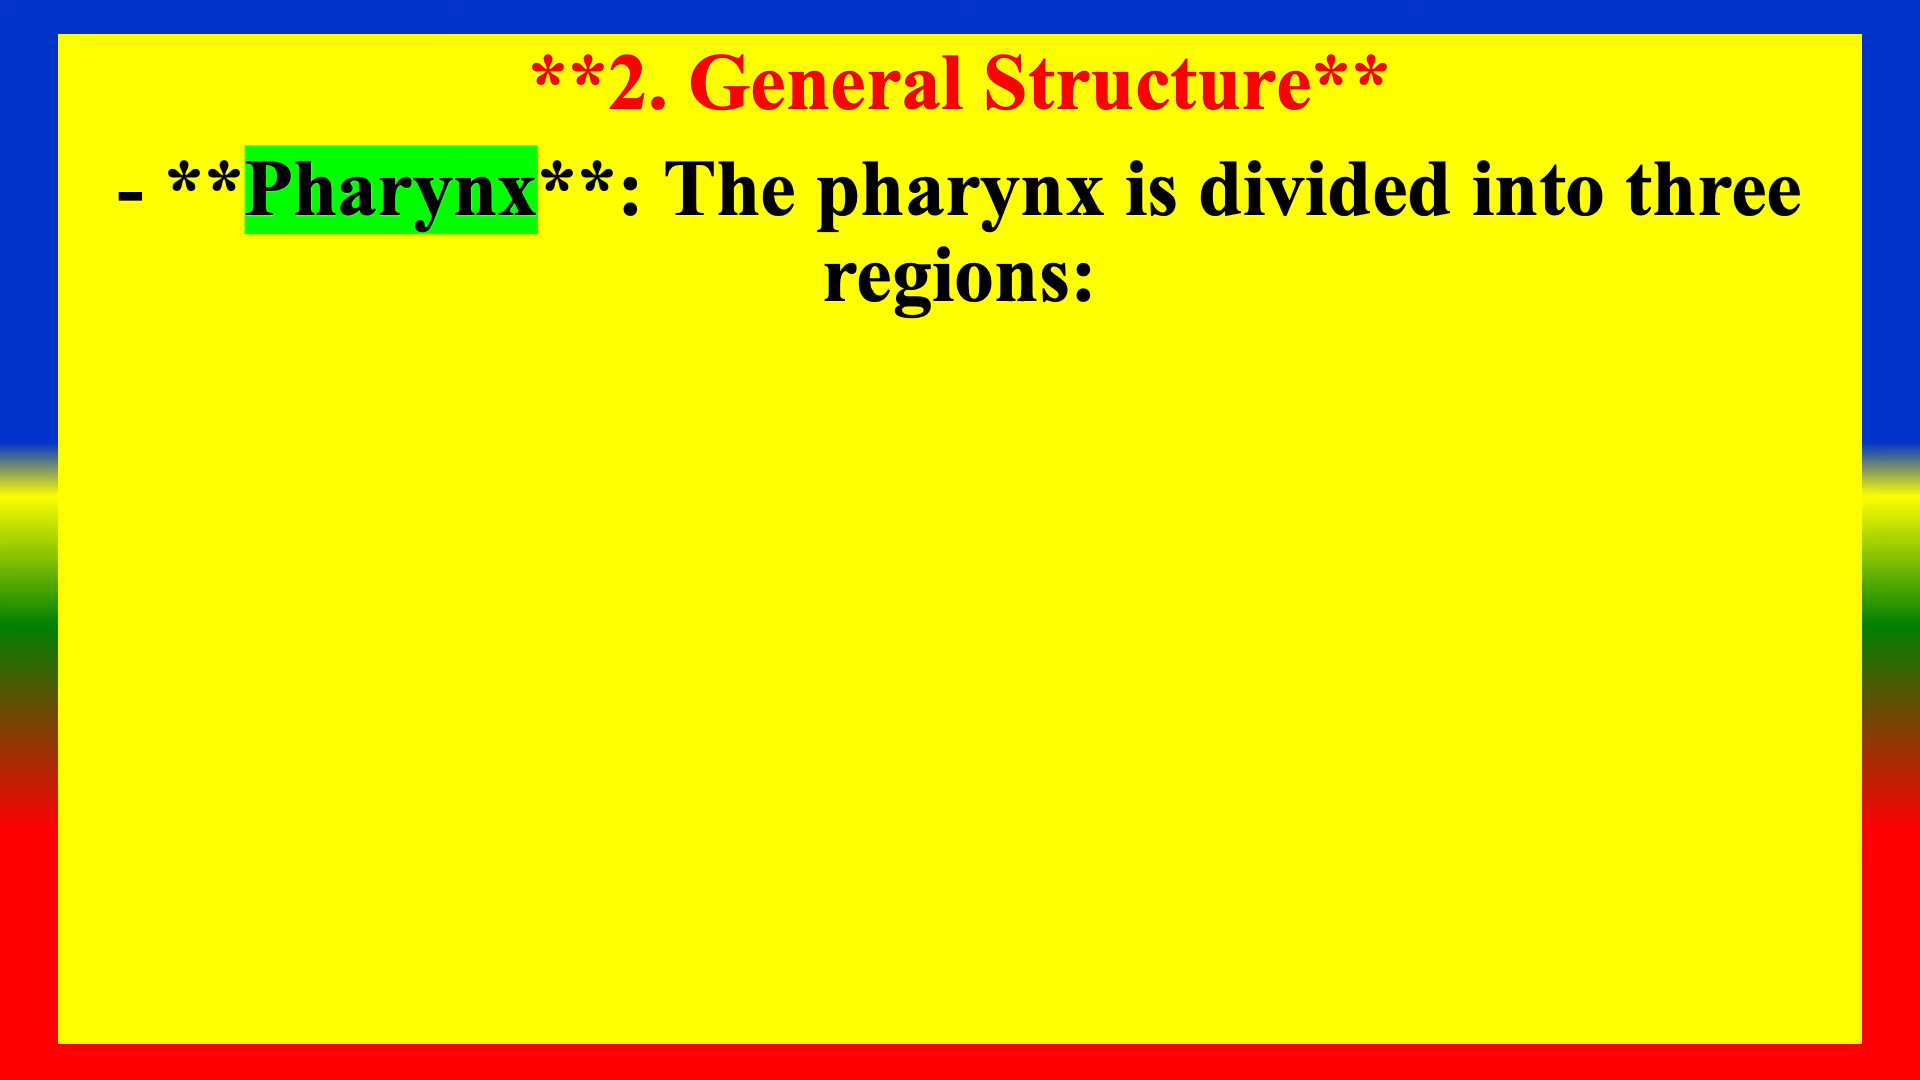 **2. General Structure**
- **Pharynx**: The pharynx is divided into three
regions: